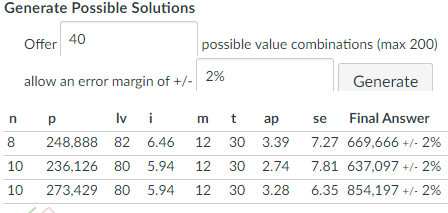 Generate Possible Solutions
Offer 40 possible value combinations (max 200)
allow an error margin of +/- 2% Generate
n p lv i m t ap se Final Answer
8 248,888 82 6.46 12 30 3.39 7.27 669,666 +/- 2%
10 236,126 80 5.94 12 30 2.74 7.81 637,097 +/- 2%
10 273,429 80 5.94 12 30 3.28 6.35 854,197 +/- 2%